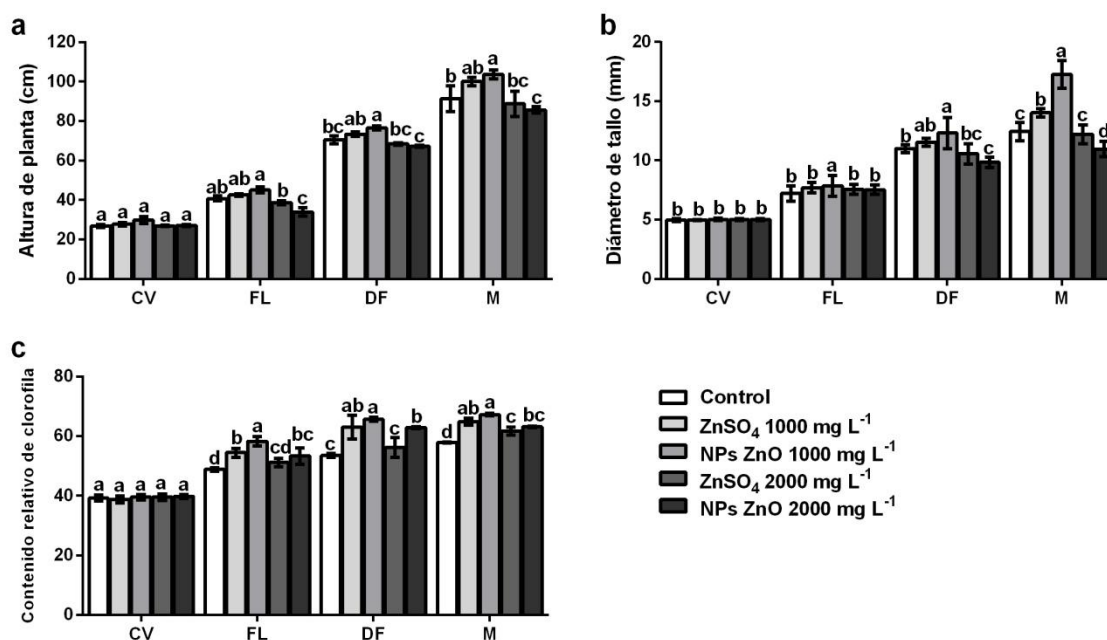 a
Altura de planta (cm)
120
100
80
60
40
20
0
a a a a a
ab ab a b c
bc ab a bc c
b ab a bc c
CV FL DF M
b
Diámetro de tallo (mm)
20
15
10
5
0
b b b b b
b b a b b
b ab a bc c
c b a c d
CV FL DF M
c
Contenido relativo de clorofila
80
60
40
20
0
a a a a a
d b a cd bc
c ab a c b
d ab a c bc
CV FL DF M
Control
ZnSO₄ 1000 mg L⁻¹
NPs ZnO 1000 mg L⁻¹
ZnSO₄ 2000 mg L⁻¹
NPs ZnO 2000 mg L⁻¹